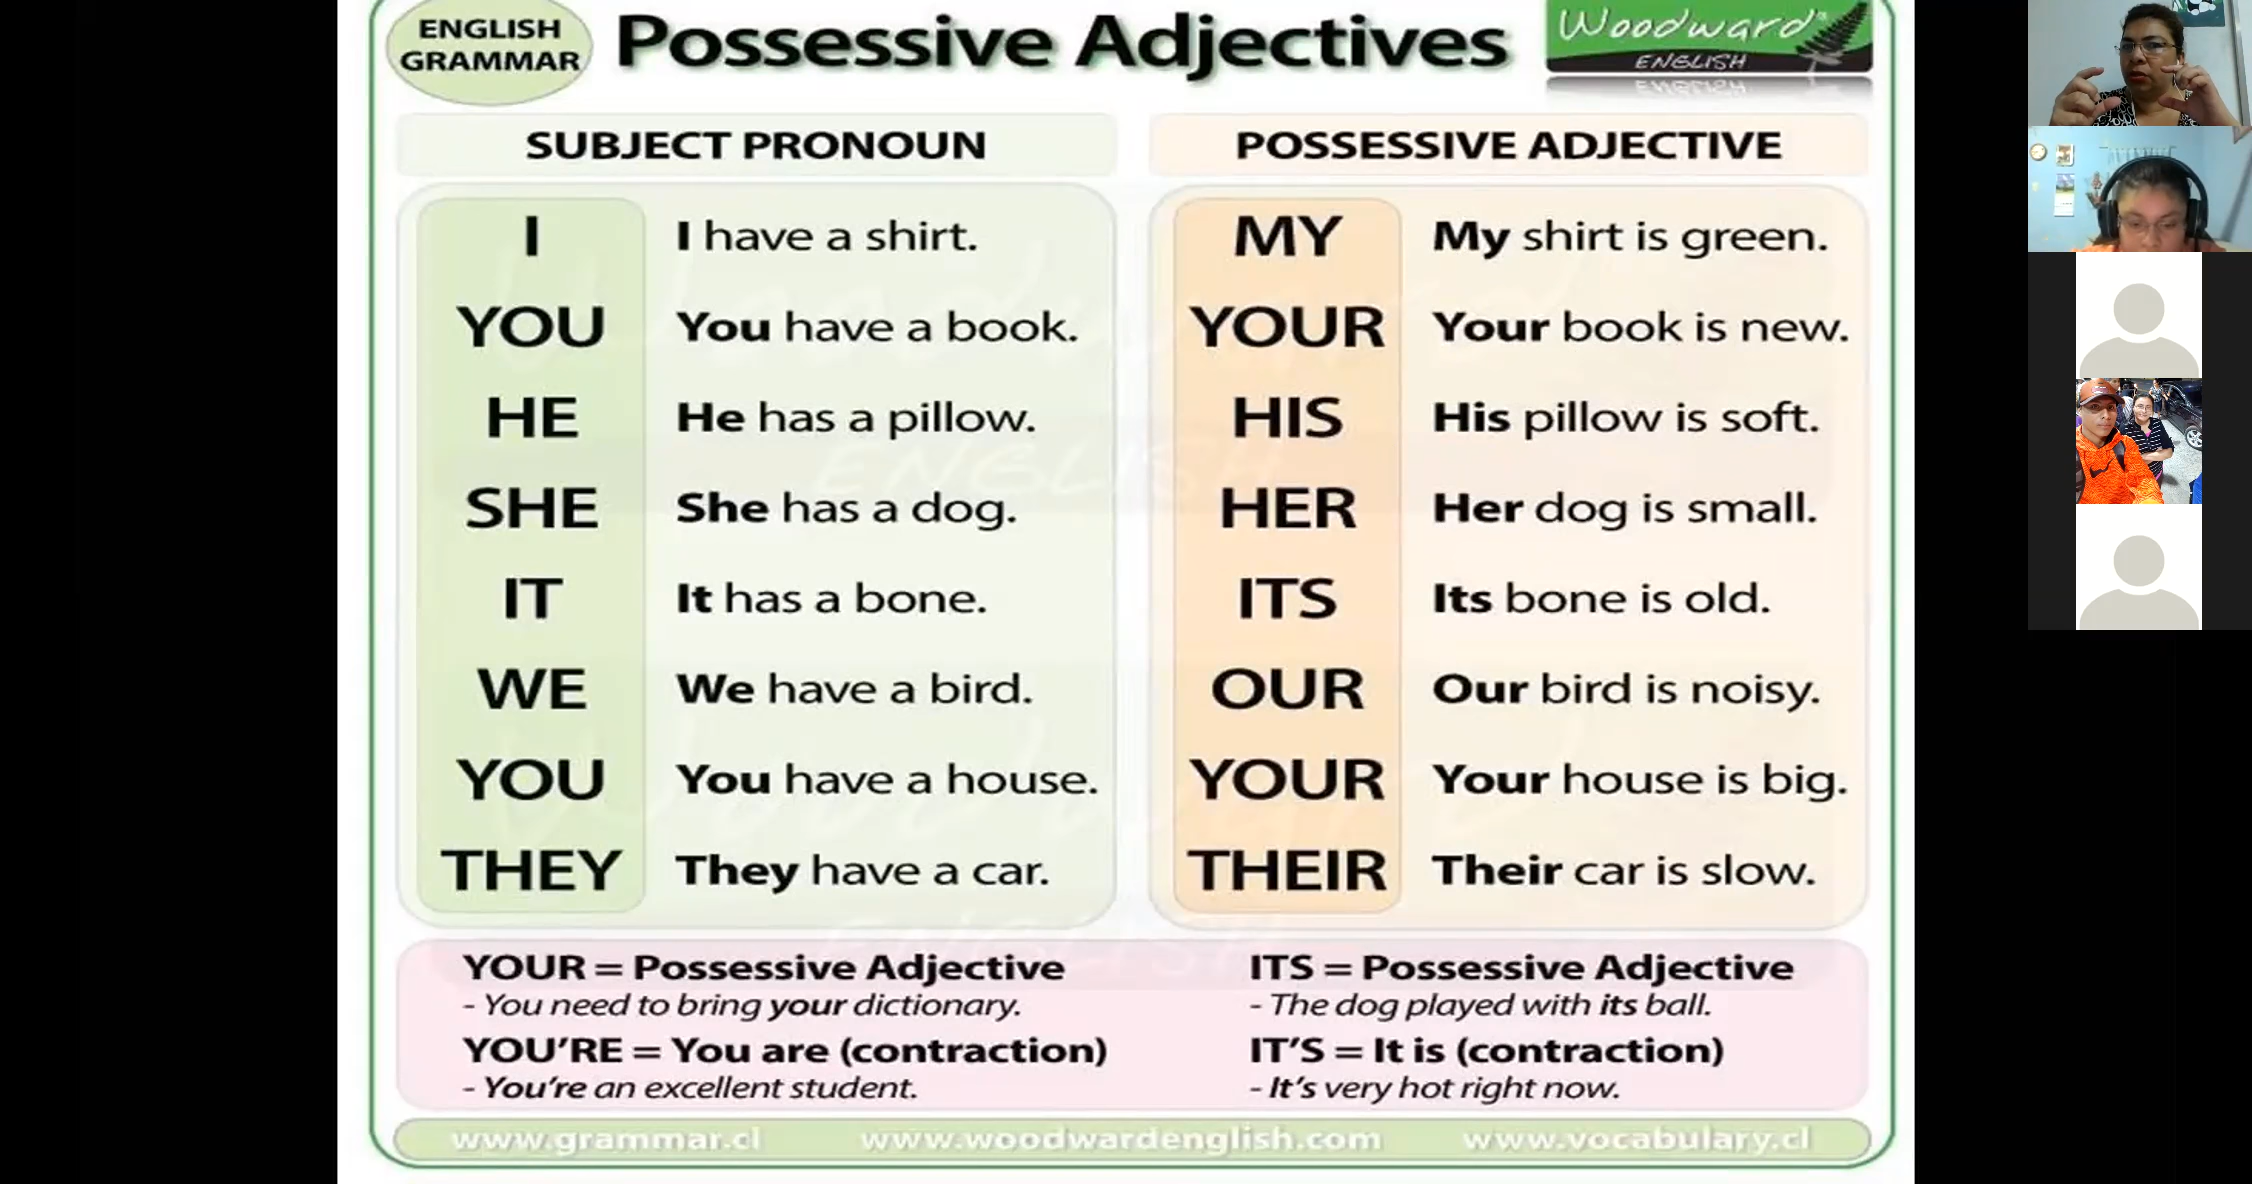 ENGLISH
GRAMMAR
Possessive Adjectives
Woodward®
ENGLISH
SUBJECT PRONOUN
POSSESSIVE ADJECTIVE
I
I have a shirt.
MY
My shirt is green.
YOU
You have a book.
YOUR
Your book is new.
HE
He has a pillow.
HIS
His pillow is soft.
SHE
She has a dog.
HER
Her dog is small.
IT
It has a bone.
ITS
Its bone is old.
WE
We have a bird.
OUR
Our bird is noisy.
YOU
You have a house.
YOUR
Your house is big.
THEY
They have a car.
THEIR
Their car is slow.
YOUR = Possessive Adjective
- You need to bring your dictionary.
YOU'RE = You are (contraction)
- You're an excellent student.
ITS = Possessive Adjective
- The dog played with its ball.
IT'S = It is (contraction)
- It's very hot right now.
www.grammar.cl
www.woodwardenglish.com
www.vocabulary.cl